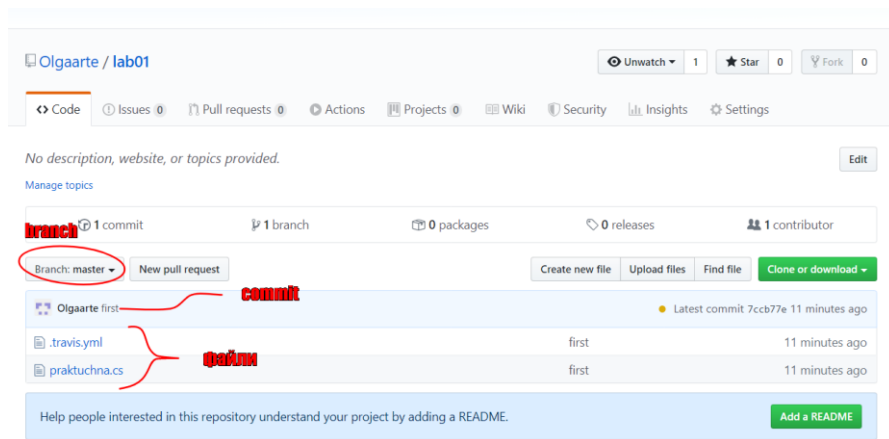 Olgaarte / lab01
Unwatch 1 Star 0 Fork 0
Code Issues 0 Pull requests 0 Actions Projects 0 Wiki Security Insights Settings
No description, website, or topics provided. Edit
Manage topics
branch 1 commit 1 branch 0 packages 0 releases 1 contributor
Branch: master New pull request Create new file Upload files Find file Clone or download
commit
Olgaarte first Latest commit 7ccb77e 11 minutes ago
.travis.yml first 11 minutes ago
файли
praktuchna.cs first 11 minutes ago
Help people interested in this repository understand your project by adding a README. Add a README